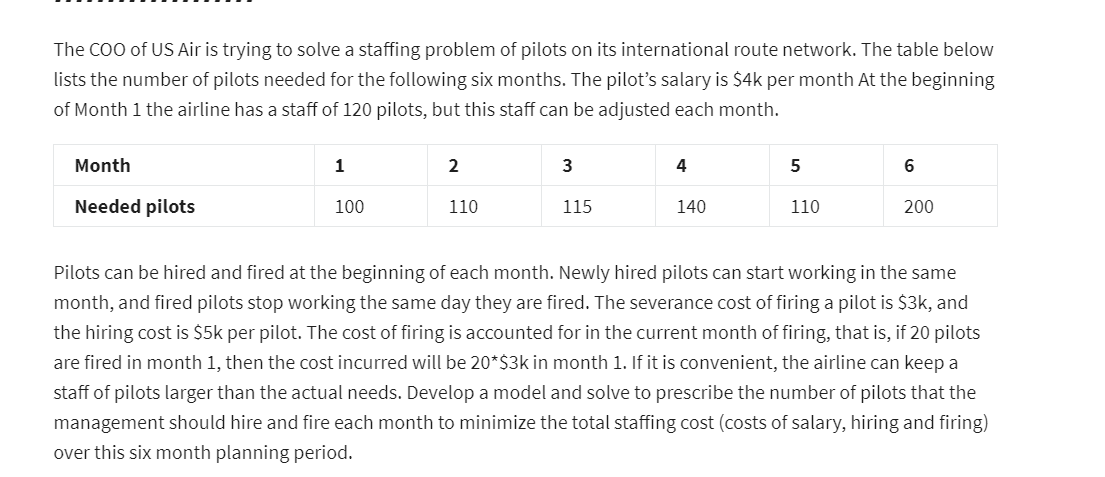 The COO of US Air is trying to solve a staffing problem of pilots on its international route network. The table below
lists the number of pilots needed for the following six months. The pilot’s salary is $4k per month At the beginning
of Month 1 the airline has a staff of 120 pilots, but this staff can be adjusted each month.
Month 1 2 3 4 5 6
Needed pilots 100 110 115 140 110 200
Pilots can be hired and fired at the beginning of each month. Newly hired pilots can start working in the same
month, and fired pilots stop working the same day they are fired. The severance cost of firing a pilot is $3k, and
the hiring cost is $5k per pilot. The cost of firing is accounted for in the current month of firing, that is, if 20 pilots
are fired in month 1, then the cost incurred will be 20*$3k in month 1. If it is convenient, the airline can keep a
staff of pilots larger than the actual needs. Develop a model and solve to prescribe the number of pilots that the
management should hire and fire each month to minimize the total staffing cost (costs of salary, hiring and firing)
over this six month planning period.